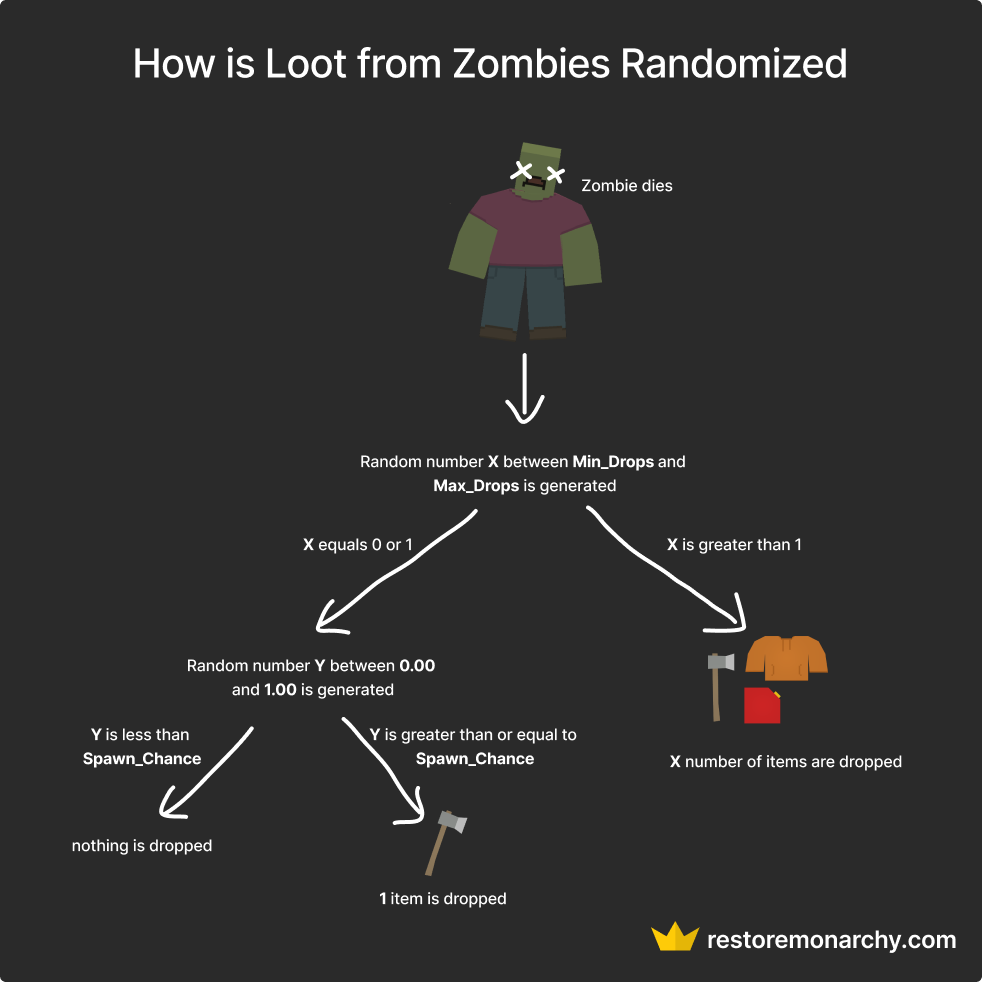 How is Loot from Zombies Randomized
Zombie dies
Random number X between Min_Drops and
Max_Drops is generated
X equals 0 or 1
X is greater than 1
Random number Y between 0.00
and 1.00 is generated
Y is less than
Spawn_Chance
Y is greater than or equal to
Spawn_Chance
X number of items are dropped
nothing is dropped
1 item is dropped
restoremonarchy.com